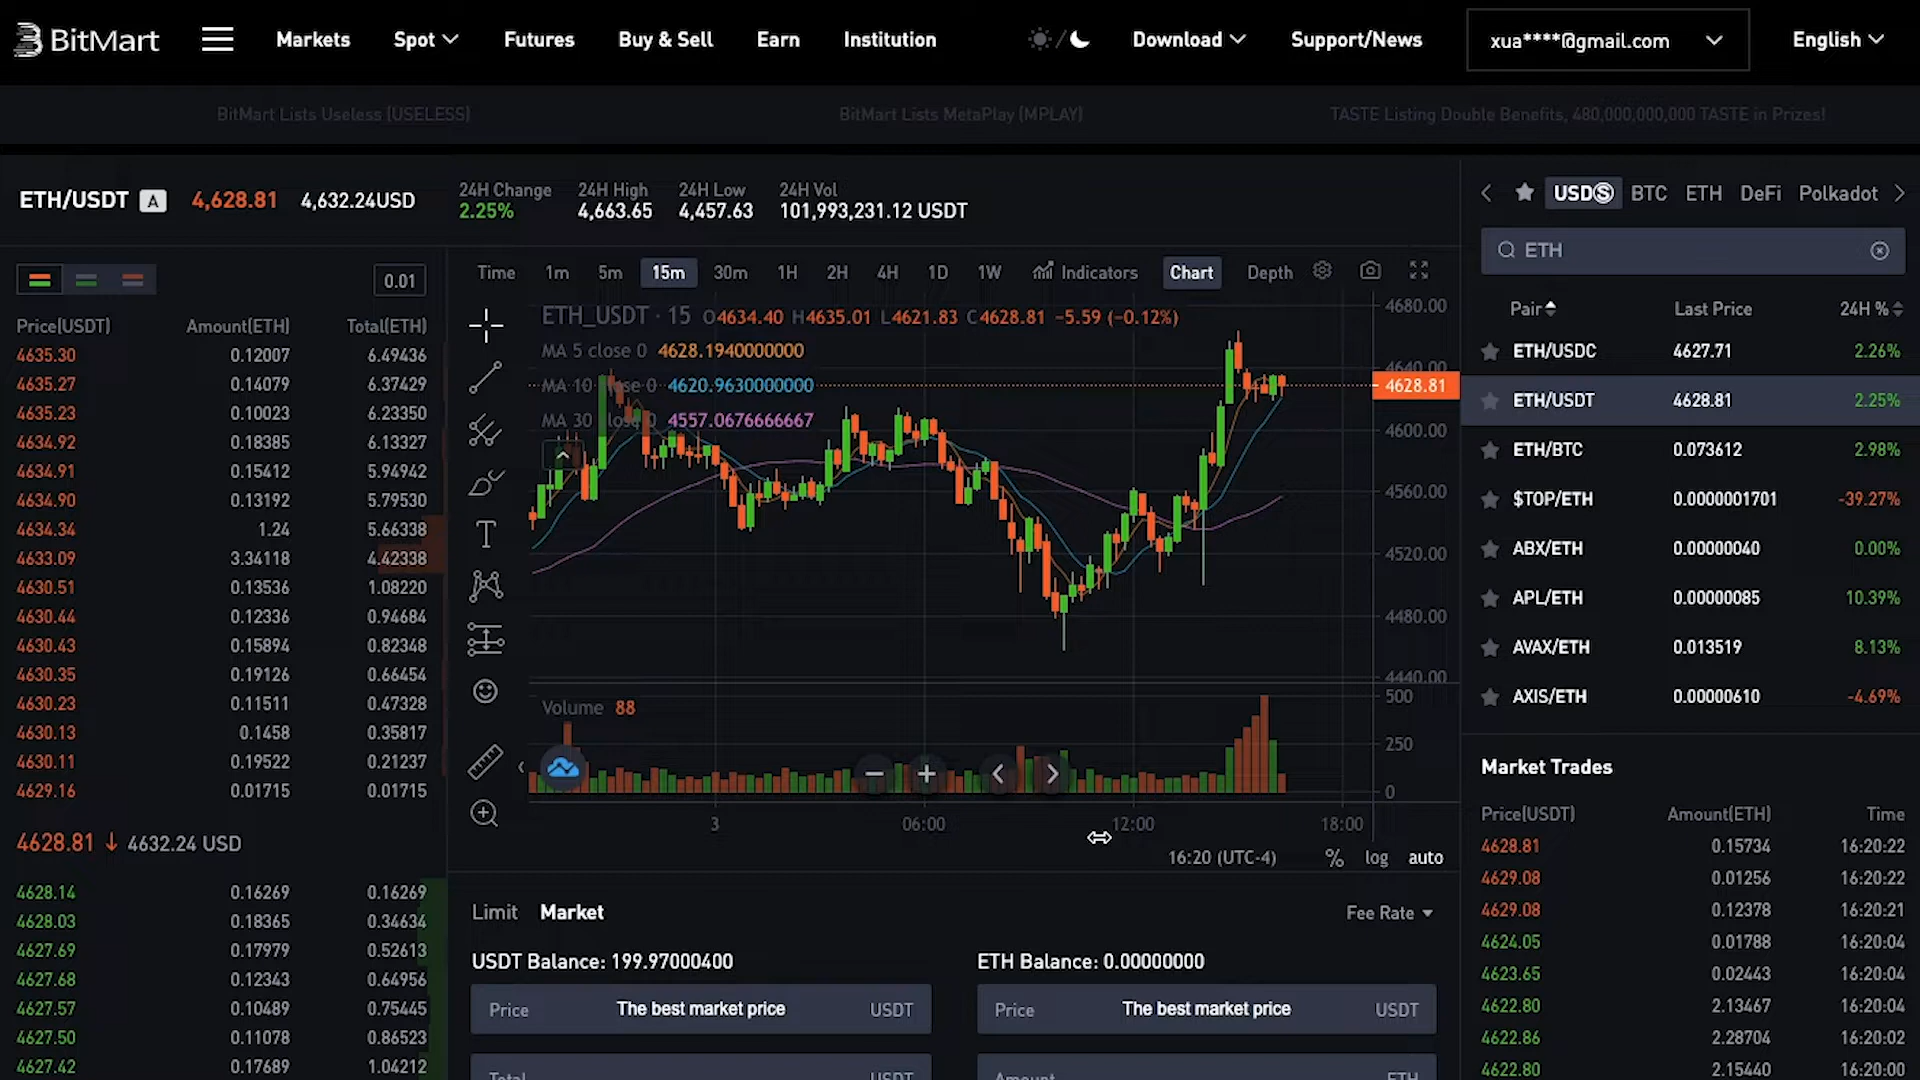 BitMart
Markets
Spot
Futures
Buy & Sell
Earn
Institution
/
Download
Support/News
xua****@gmail.com
English
BitMart Lists Useless (USELESS)
BitMart Lists MetaPlay (MPLAY)
TASTE Listing Double Benefits, 480,000,000,000 TASTE in Prizes!
ETH/USDT A 4,628.81 4,632.24USD
24H Change 24H High 24H Low 24H Vol
2.25% 4,663.65 4,457.63 101,993,231.12 USDT
0.01
Price(USDT) Amount(ETH) Total(ETH)
4635.30 0.12007 6.49436
4635.27 0.14079 6.37429
4635.23 0.10023 6.23350
4634.92 0.18385 6.13327
4634.91 0.15412 5.94942
4634.90 0.13192 5.79530
4634.34 1.24 5.66338
4633.09 3.34118 4.42338
4630.51 0.13536 1.08220
4630.44 0.12336 0.94684
4630.43 0.15894 0.82348
4630.35 0.19126 0.66454
4630.23 0.11511 0.47328
4630.13 0.1458 0.35817
4630.11 0.19522 0.21237
4629.16 0.01715 0.01715
4628.81 ↓ 4632.24 USD
4628.14 0.16269 0.16269
4628.03 0.18365 0.34634
4627.69 0.17979 0.52613
4627.68 0.12343 0.64956
4627.57 0.10489 0.75445
4627.50 0.11078 0.86523
4627.42 0.17689 1.04212
Time 1m 5m 15m 30m 1H 2H 4H 1D 1W Indicators Chart Depth
ETH_USDT · 15 O4634.40 H4635.01 L4621.83 C4628.81 −5.59 (−0.12%)
MA 5 close 0 4628.1940000000
MA 10 close 0 4620.9630000000
MA 30 close 0 4557.0676666667
4680.00
4640.00
4628.81
4600.00
4560.00
4520.00
4480.00
4440.00
Volume 88
500
250
0
3 06:00 12:00 18:00
16:20 (UTC-4) % log auto
Limit Market Fee Rate
USDT Balance: 199.97000400
Price The best market price USDT
Total USDT
ETH Balance: 0.00000000
Price The best market price USDT
Amount ETH
USDⓈ BTC ETH DeFi Polkadot
ETH
Pair Last Price 24H %
ETH/USDC 4627.71 2.26%
ETH/USDT 4628.81 2.25%
ETH/BTC 0.073612 2.98%
$TOP/ETH 0.0000001701 -39.27%
ABX/ETH 0.00000040 0.00%
APL/ETH 0.00000085 10.39%
AVAX/ETH 0.013519 8.13%
AXIS/ETH 0.00000610 -4.69%
Market Trades
Price(USDT) Amount(ETH) Time
4628.81 0.15734 16:20:22
4629.08 0.01256 16:20:22
4629.08 0.12378 16:20:21
4624.05 0.01788 16:20:04
4623.65 0.02443 16:20:04
4622.80 2.13467 16:20:04
4622.86 2.28704 16:20:02
4622.80 2.15440 16:20:00